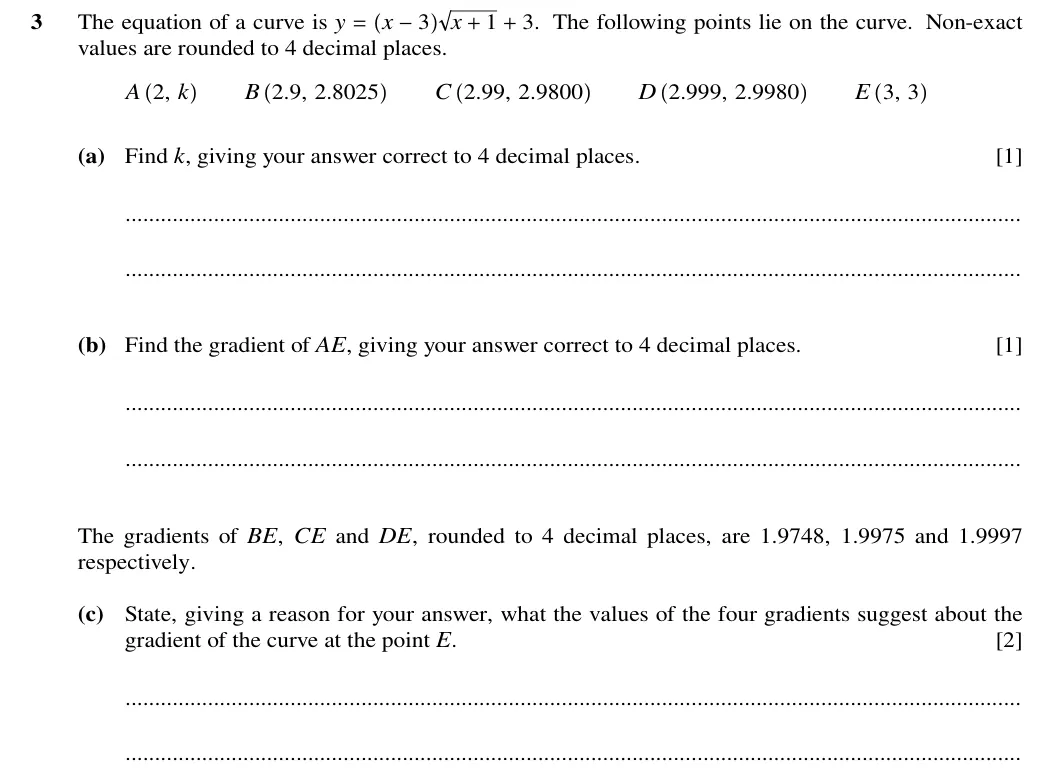 3 The equation of a curve is y = (x − 3)√x + 1 + 3. The following points lie on the curve. Non-exact
values are rounded to 4 decimal places.
A (2, k) B (2.9, 2.8025) C (2.99, 2.9800) D (2.999, 2.9980) E (3, 3)
(a) Find k, giving your answer correct to 4 decimal places. [1]
(b) Find the gradient of AE, giving your answer correct to 4 decimal places. [1]
The gradients of BE, CE and DE, rounded to 4 decimal places, are 1.9748, 1.9975 and 1.9997
respectively.
(c) State, giving a reason for your answer, what the values of the four gradients suggest about the
gradient of the curve at the point E. [2]